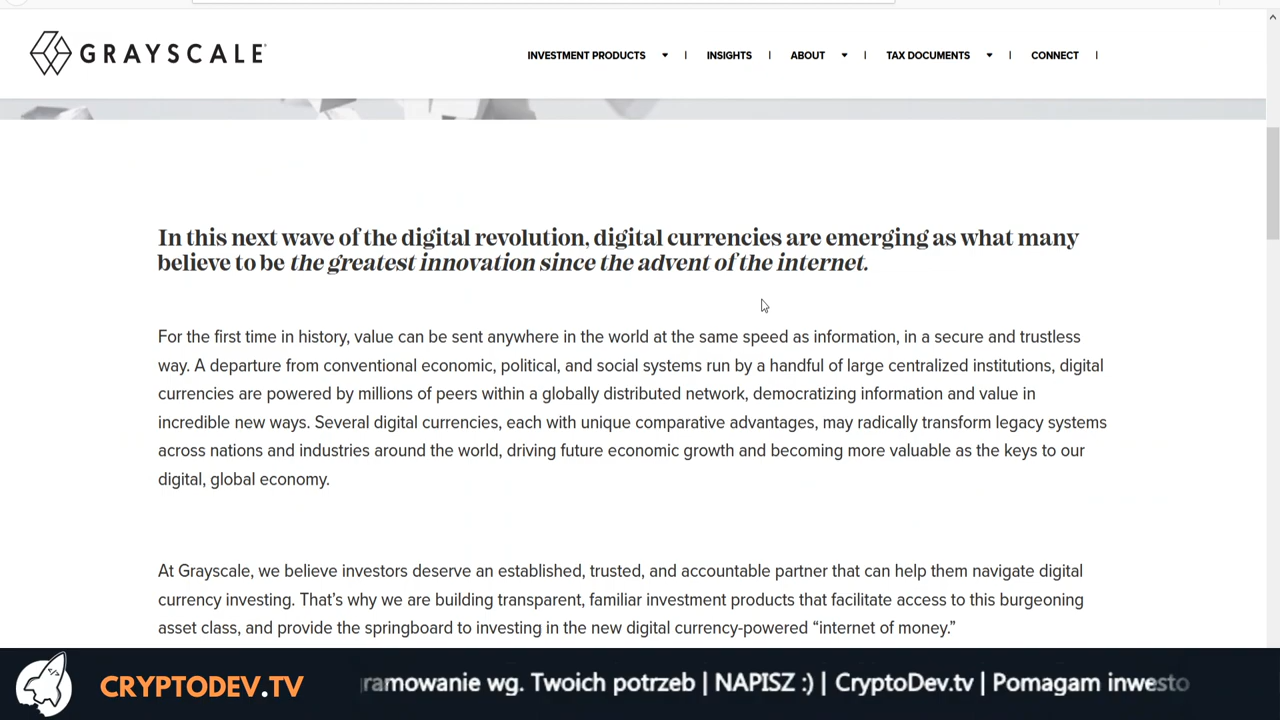 GRAYSCALE
INVESTMENT PRODUCTS | INSIGHTS | ABOUT | TAX DOCUMENTS | CONNECT |
In this next wave of the digital revolution, digital currencies are emerging as what many
believe to be the greatest innovation since the advent of the internet.
For the first time in history, value can be sent anywhere in the world at the same speed as information, in a secure and trustless
way. A departure from conventional economic, political, and social systems run by a handful of large centralized institutions, digital
currencies are powered by millions of peers within a globally distributed network, democratizing information and value in
incredible new ways. Several digital currencies, each with unique comparative advantages, may radically transform legacy systems
across nations and industries around the world, driving future economic growth and becoming more valuable as the keys to our
digital, global economy.
At Grayscale, we believe investors deserve an established, trusted, and accountable partner that can help them navigate digital
currency investing. That's why we are building transparent, familiar investment products that facilitate access to this burgeoning
asset class, and provide the springboard to investing in the new digital currency-powered “internet of money.”
CRYPTODEV.TV
ramowanie wg. Twoich potrzeb | NAPISZ :) | CryptoDev.tv | Pomagam inwesto